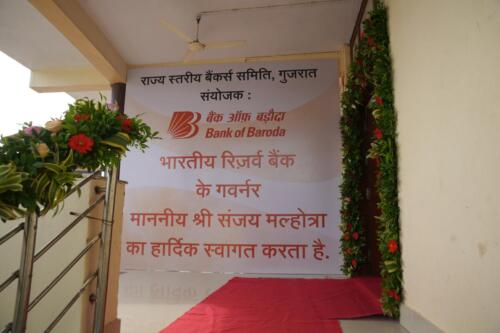 राज्य स्तरीय बैंकर्स समिति, गुजरात
संयोजक :
बैंक ऑफ़ बड़ौदा
Bank of Baroda
भारतीय रिज़र्व बैंक
के गवर्नर
माननीय श्री संजय मल्होत्रा
का हार्दिक स्वागत करता है.